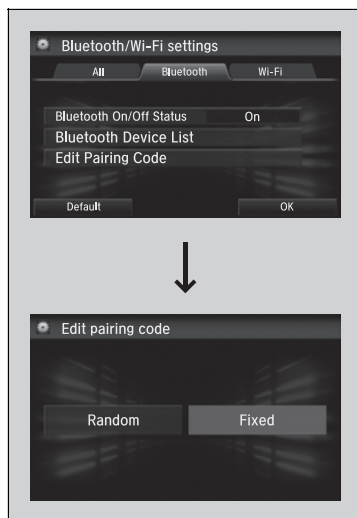 Bluetooth/Wi-Fi settings
All Bluetooth Wi-Fi
Bluetooth On/Off Status On
Bluetooth Device List
Edit Pairing Code
Default OK
Edit pairing code
Random Fixed